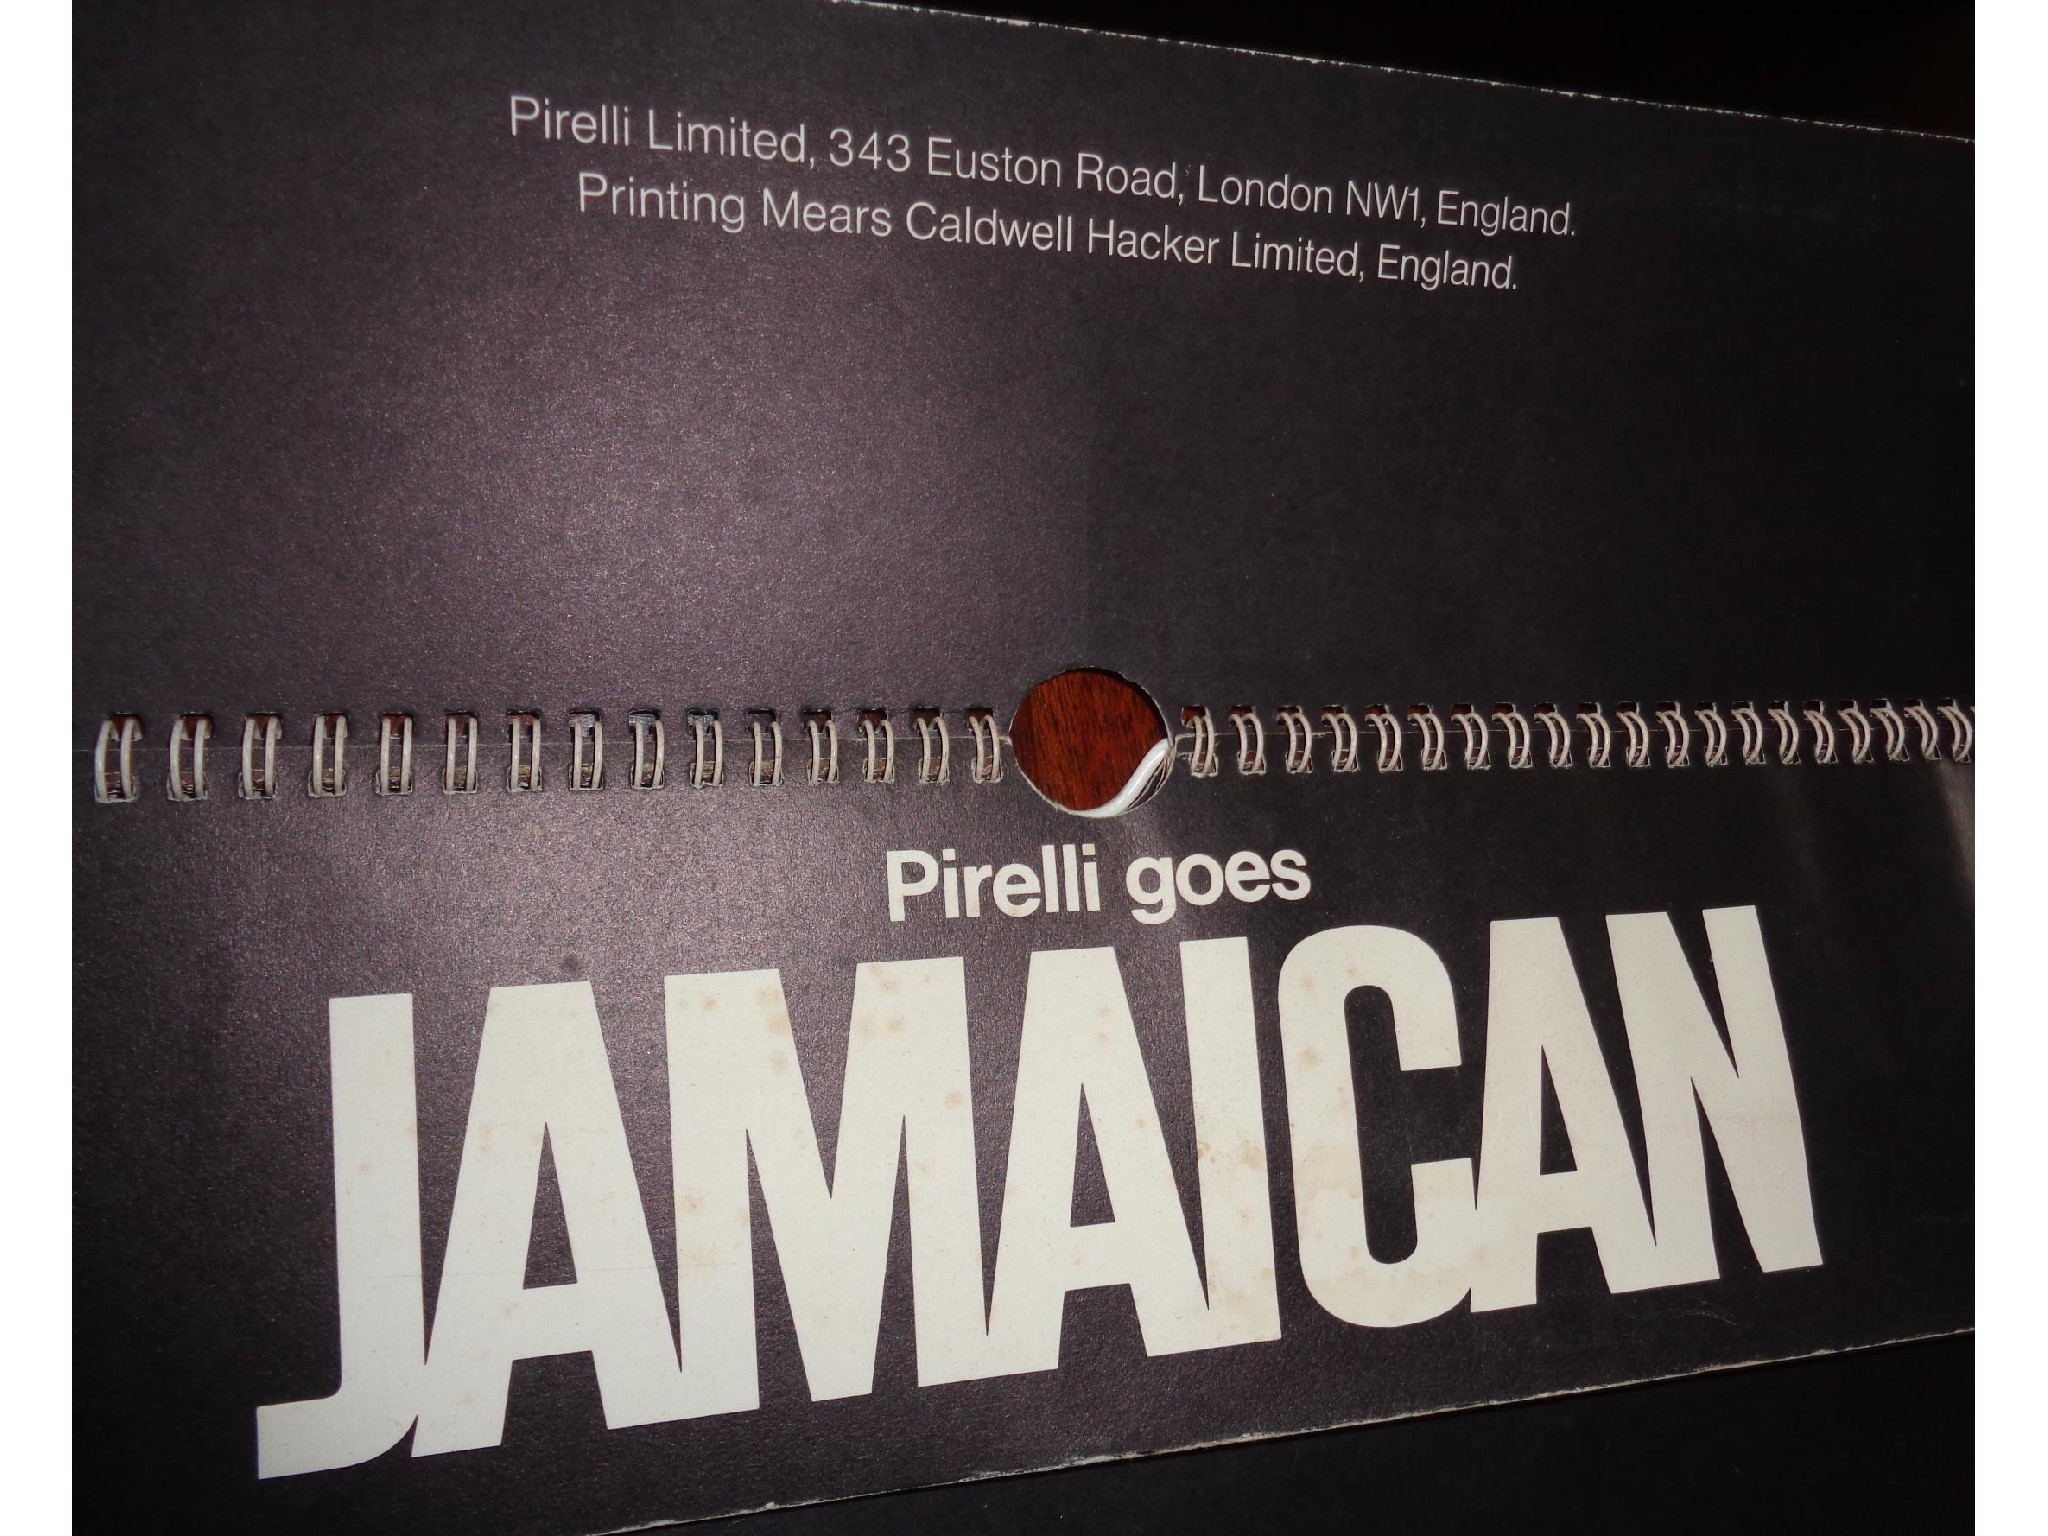 Pirelli Limited, 343 Euston Road, London NW1, England.
Printing Mears Caldwell Hacker Limited, England.
Pirelli goes
JAMAICAN